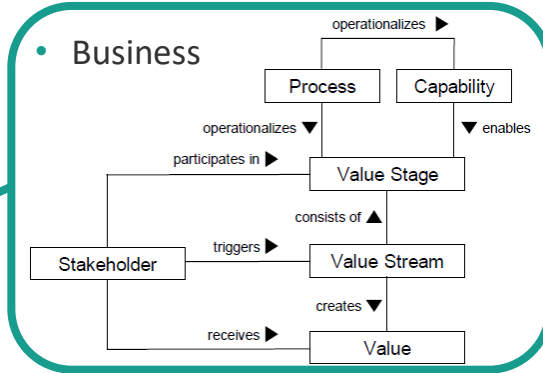 operationalizes ▶
• Business
Process
Capability
operationalizes ▼
▼ enables
participates in ▶
Value Stage
consists of ▲
Stakeholder
triggers ▶
Value Stream
creates ▼
receives ▶
Value